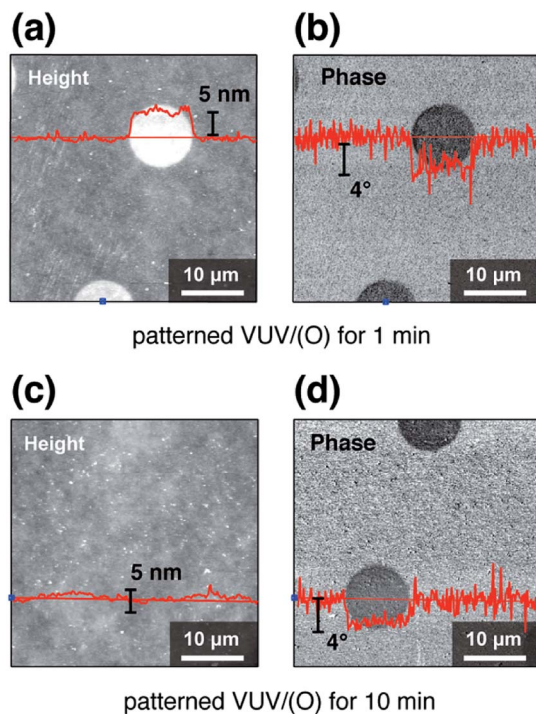 (a)
(b)
Height
Phase
5 nm
4°
10 µm
10 µm
patterned VUV/(O) for 1 min
(c)
(d)
Height
Phase
5 nm
4°
10 µm
10 µm
patterned VUV/(O) for 10 min